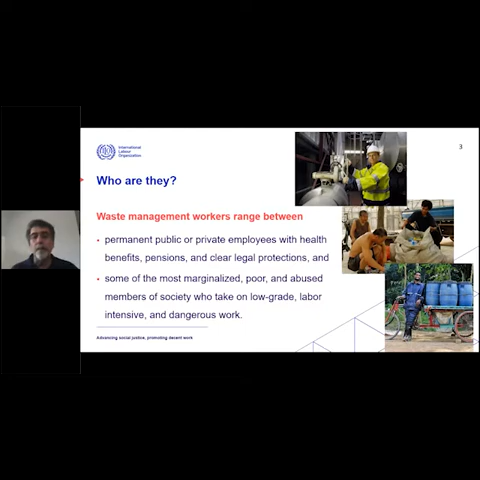 International
Labour
Organization
3
Who are they?
Waste management workers range between
• permanent public or private employees with health
benefits, pensions, and clear legal protections, and
• some of the most marginalized, poor, and abused
members of society who take on low-grade, labor
intensive, and dangerous work.
Advancing social justice, promoting decent work